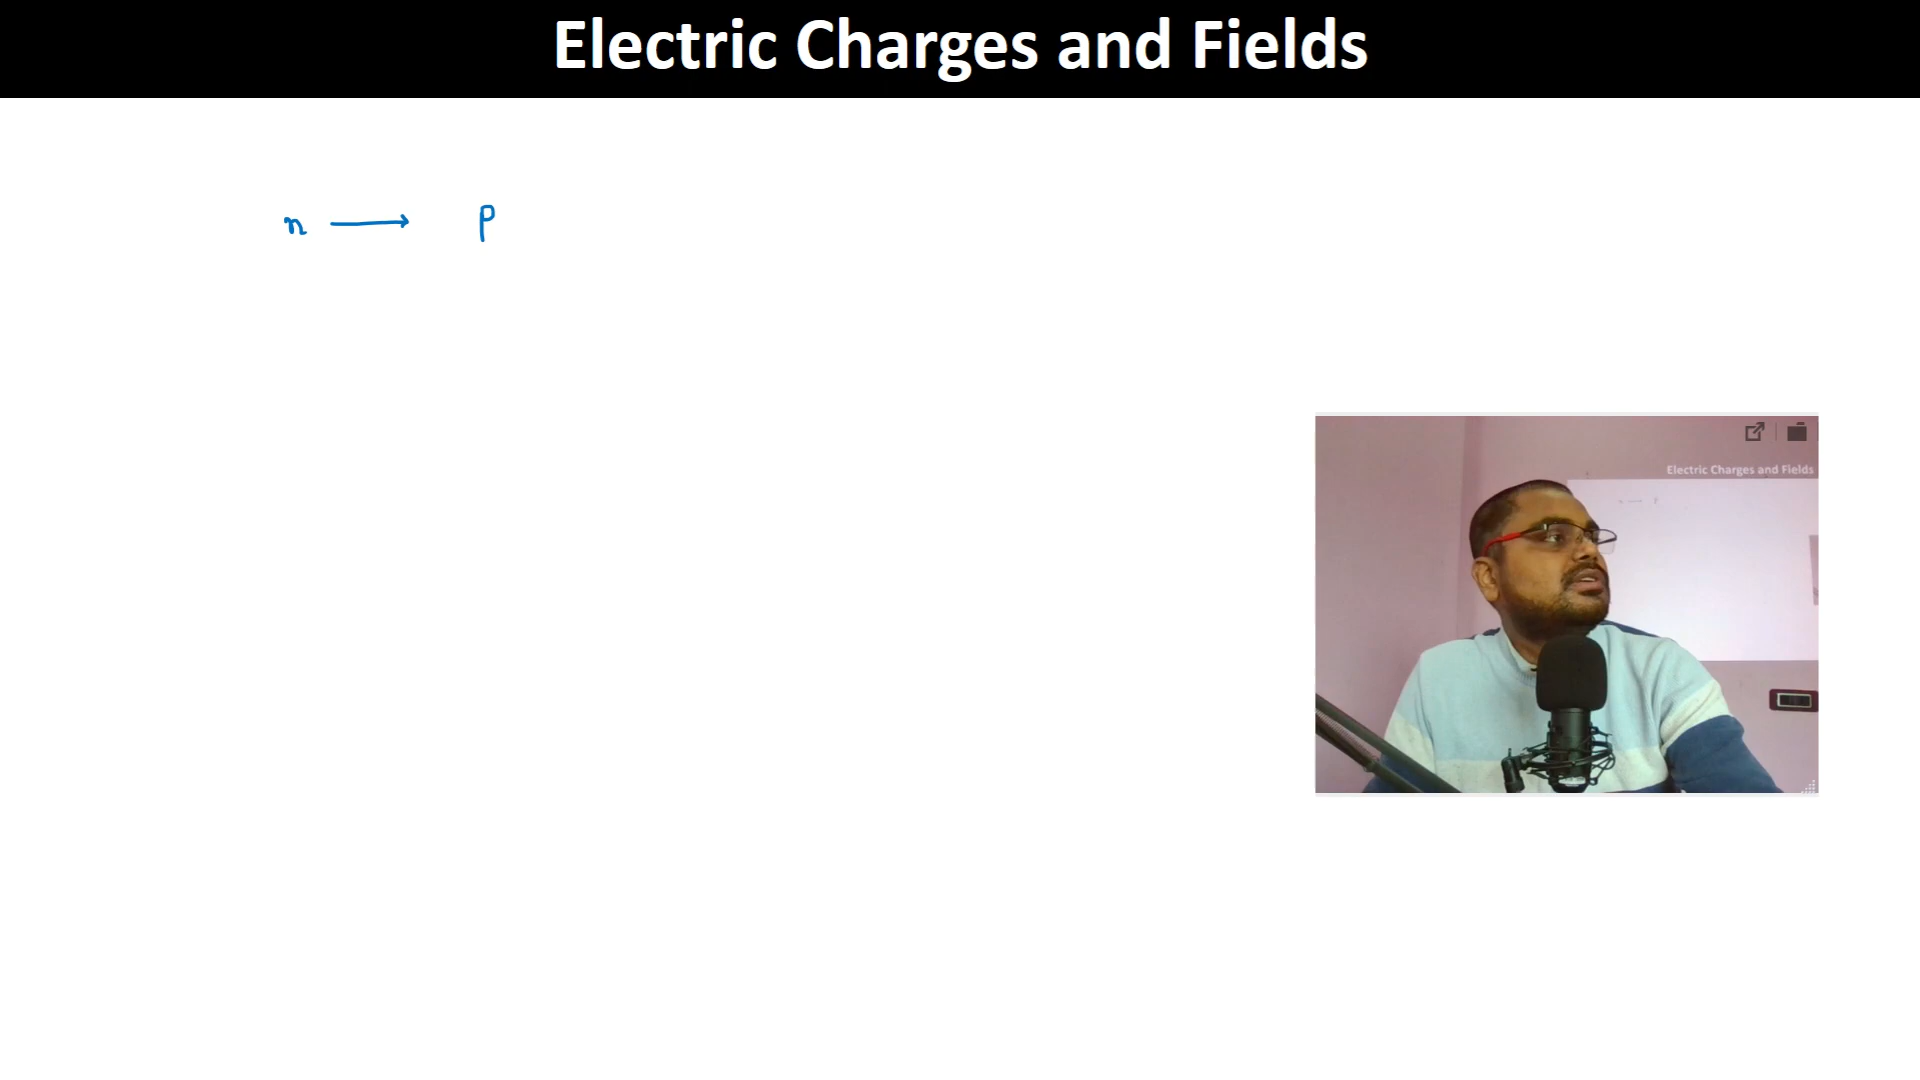 Electric Charges and Fields
n ⟶ p
Electric Charges and Fields